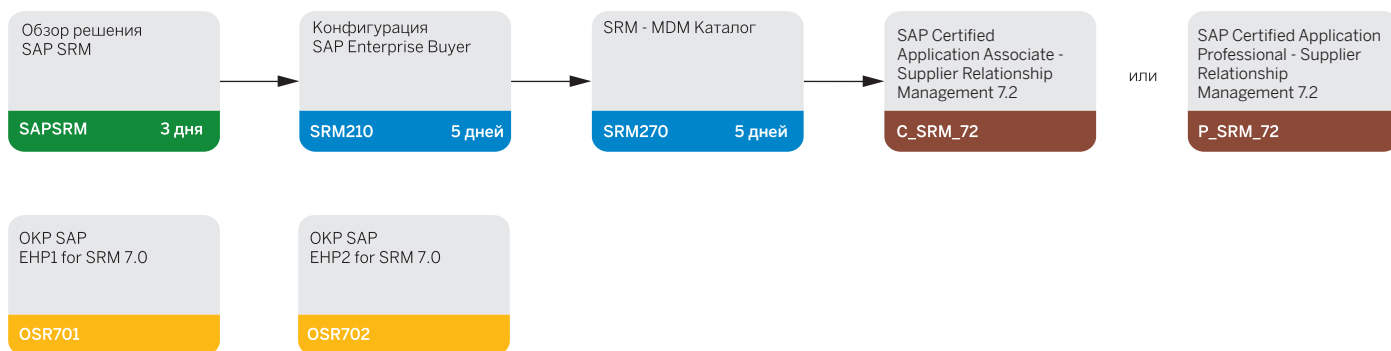 Обзор решения
SAP SRM
SAPSRM 3 дня
Конфигурация
SAP Enterprise Buyer
SRM210 5 дней
SRM - MDM Каталог
SRM270 5 дней
SAP Certified
Application Associate -
Supplier Relationship
Management 7.2
C_SRM_72
или
SAP Certified Application
Professional - Supplier
Relationship
Management 7.2
P_SRM_72
OKP SAP
EHP1 for SRM 7.0
OSR701
OKP SAP
EHP2 for SRM 7.0
OSR702